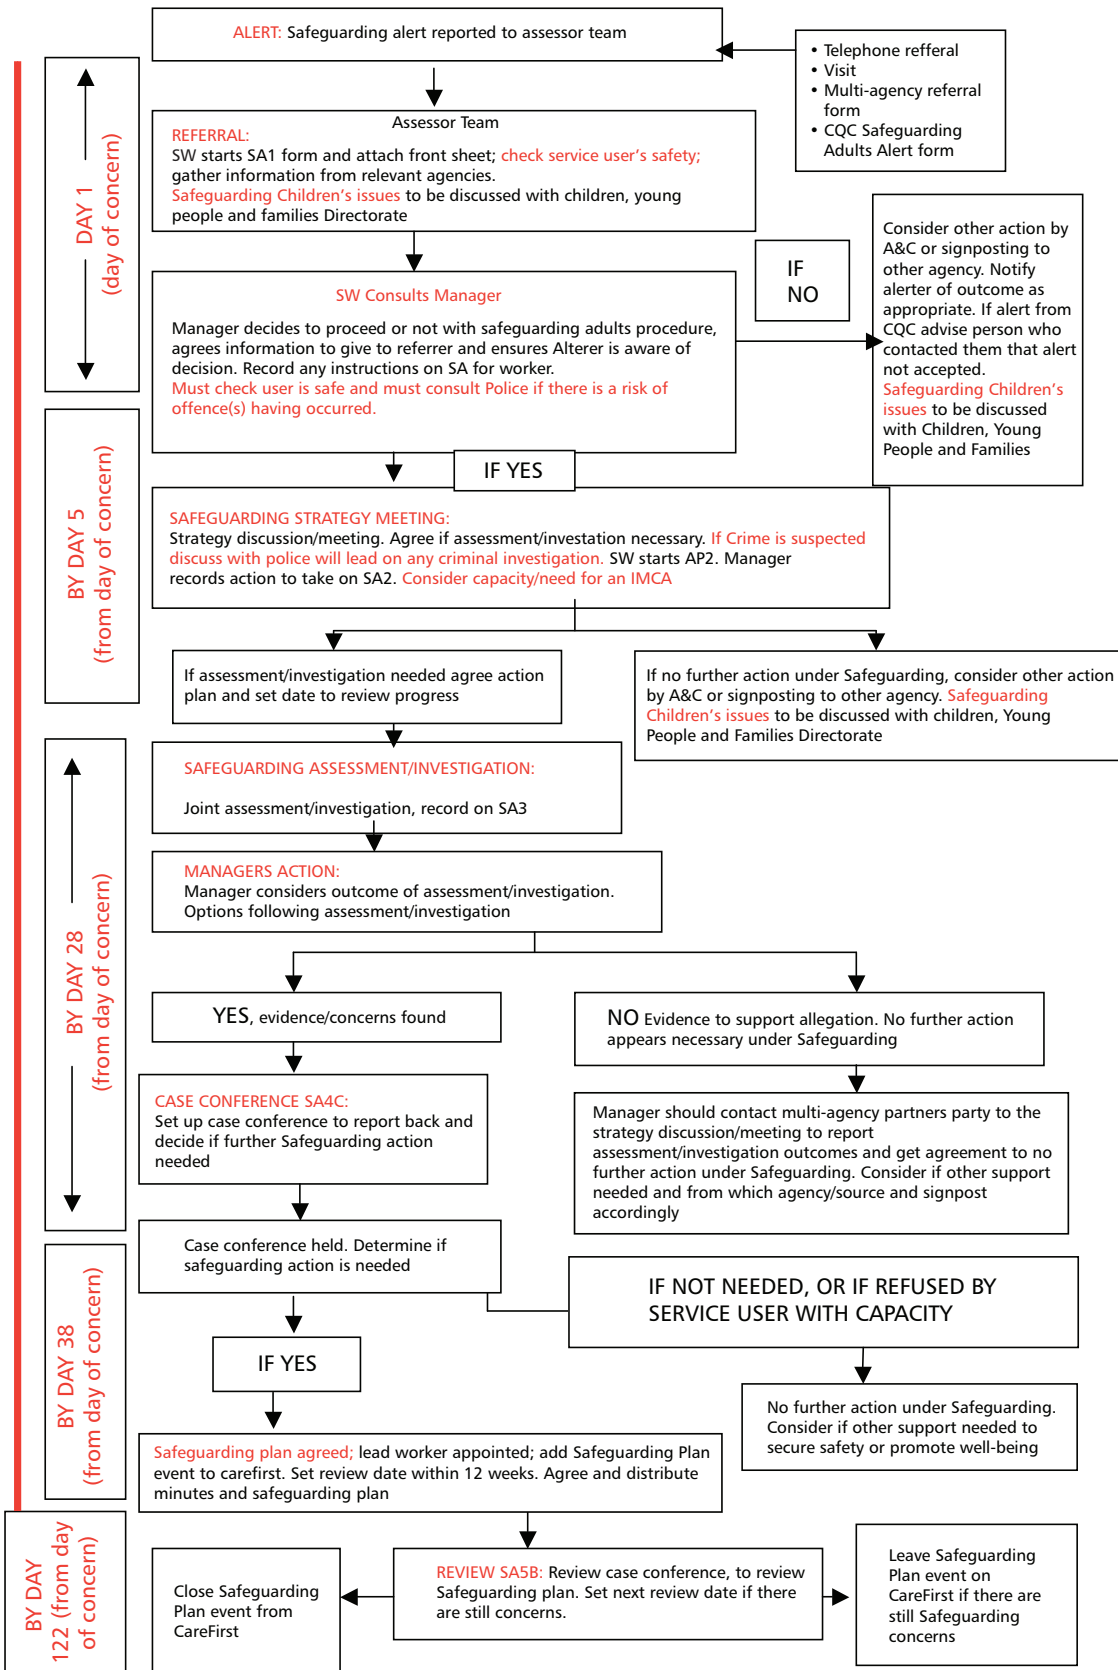 ALERT: Safeguarding alert reported to assessor team
• Telephone refferal
• Visit
• Multi-agency referral
form
• CQC Safeguarding
Adults Alert form
DAY 1
(day of concern)
Assessor Team
REFERRAL:
SW starts SA1 form and attach front sheet; check service user's safety;
gather information from relevant agencies.
Safeguarding Children's issues to be discussed with children, young
people and families Directorate
IF
NO
Consider other action by
A&C or signposting to
other agency. Notify
alerter of outcome as
appropriate. If alert from
CQC advise person who
contacted them that alert
not accepted.
Safeguarding Children's
issues to be discussed
with Children, Young
People and Families
SW Consults Manager
Manager decides to proceed or not with safeguarding adults procedure,
agrees information to give to referrer and ensures Alterer is aware of
decision. Record any instructions on SA for worker.
Must check user is safe and must consult Police if there is a risk of
offence(s) having occurred.
IF YES
BY DAY 5
(from day of concern)
SAFEGUARDING STRATEGY MEETING:
Strategy discussion/meeting. Agree if assessment/investation necessary. If Crime is suspected
discuss with police will lead on any criminal investigation. SW starts AP2. Manager
records action to take on SA2. Consider capacity/need for an IMCA
If assessment/investigation needed agree action
plan and set date to review progress
If no further action under Safeguarding, consider other action
by A&C or signposting to other agency. Safeguarding
Children's issues to be discussed with children, Young
People and Families Directorate
BY DAY 28
(from day of concern)
SAFEGUARDING ASSESSMENT/INVESTIGATION:
Joint assessment/investigation, record on SA3
MANAGERS ACTION:
Manager considers outcome of assessment/investigation.
Options following assessment/investigation
YES, evidence/concerns found
NO Evidence to support allegation. No further action
appears necessary under Safeguarding
CASE CONFERENCE SA4C:
Set up case conference to report back and
decide if further Safeguarding action
needed
Manager should contact multi-agency partners party to the
strategy discussion/meeting to report
assessment/investigation outcomes and get agreement to no
further action under Safeguarding. Consider if other support
needed and from which agency/source and signpost
accordingly
BY DAY 38
(from day of concern)
Case conference held. Determine if
safeguarding action is needed
IF NOT NEEDED, OR IF REFUSED BY
SERVICE USER WITH CAPACITY
IF YES
No further action under Safeguarding.
Consider if other support needed to
secure safety or promote well-being
Safeguarding plan agreed; lead worker appointed; add Safeguarding Plan
event to carefirst. Set review date within 12 weeks. Agree and distribute
minutes and safeguarding plan
BY DAY
122 (from day
of concern)
Close Safeguarding
Plan event from
CareFirst
REVIEW SA5B: Review case conference, to review
Safeguarding plan. Set next review date if there
are still concerns.
Leave Safeguarding
Plan event on
CareFirst if there are
still Safeguarding
concerns